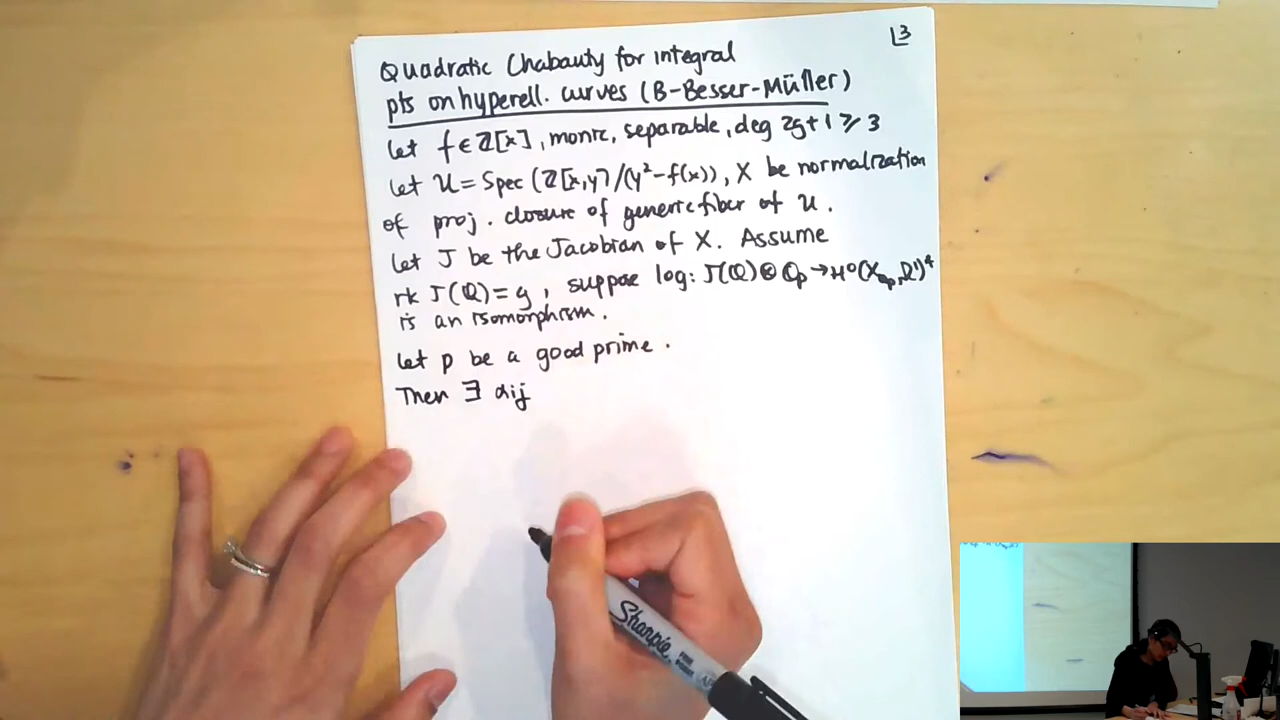 L3
Quadratic Chabauty for integral
pts on hyperell. curves (B-Besser-Müller)
Let f ∈ ℤ[x], monic, separable, deg 2g+1 ≥ 3
Let U = Spec (ℤ[x,y]/(y²-f(x)), X be normalization
of proj. closure of generic fiber of U.
Let J be the Jacobian of X. Assume
rk J(ℚ) = g, suppose log: J(ℚ)⊗ℚp → H⁰(X_ℚp, Ω¹)*
is an isomorphism.
Let p be a good prime.
Then ∃ αij
Sharpie